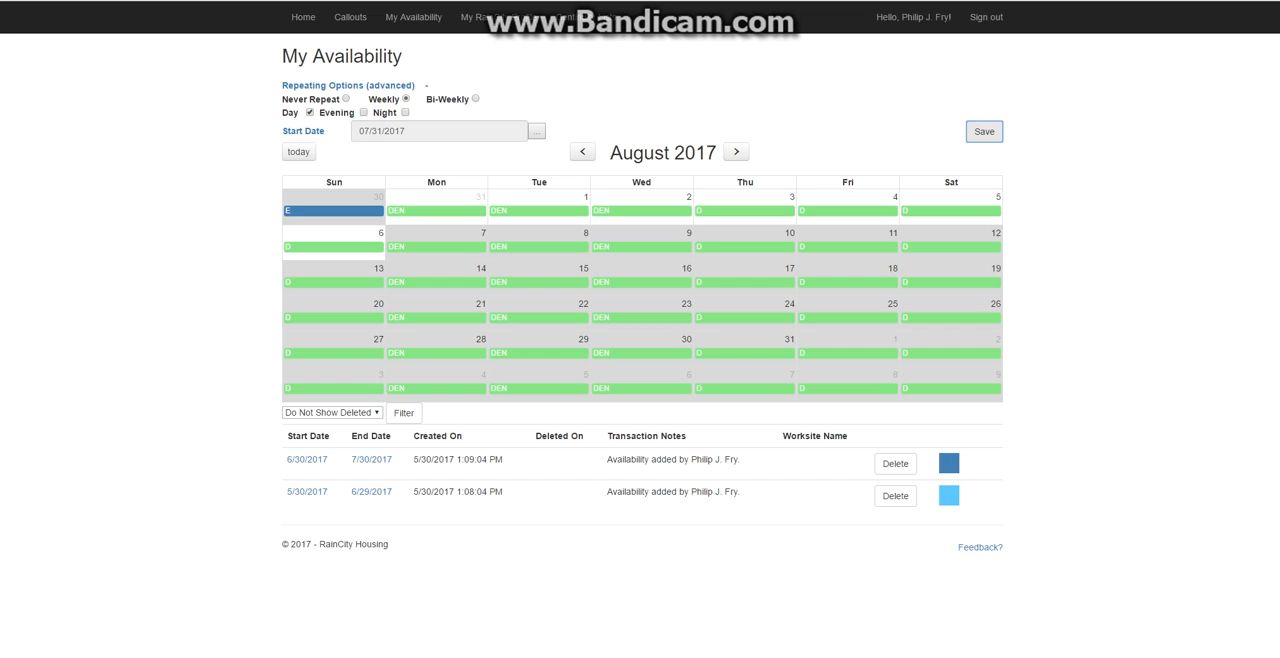 Home Callouts My Availability Hello, Philip J. Fry! Sign out
www.Bandicam.com
My Availability
Repeating Options (advanced) -
Never Repeat Weekly Bi-Weekly
Day Evening Night
Start Date 07/31/2017 ... Save
today < August 2017 >
Sun Mon Tue Wed Thu Fri Sat
30 31 1 2 3 4 5
E DEN DEN DEN D D D
6 7 8 9 10 11 12
D DEN DEN DEN D D D
13 14 15 16 17 18 19
D DEN DEN DEN D D D
20 21 22 23 24 25 26
D DEN DEN DEN D D D
27 28 29 30 31 1 2
D DEN DEN DEN D D D
3 4 5 6 7 8 9
D DEN DEN DEN D D D
Do Not Show Deleted Filter
Start Date End Date Created On Deleted On Transaction Notes Worksite Name
6/30/2017 7/30/2017 5/30/2017 1:09:04 PM Availability added by Philip J. Fry. Delete
5/30/2017 6/29/2017 5/30/2017 1:08:04 PM Availability added by Philip J. Fry. Delete
© 2017 - RainCity Housing
Feedback?